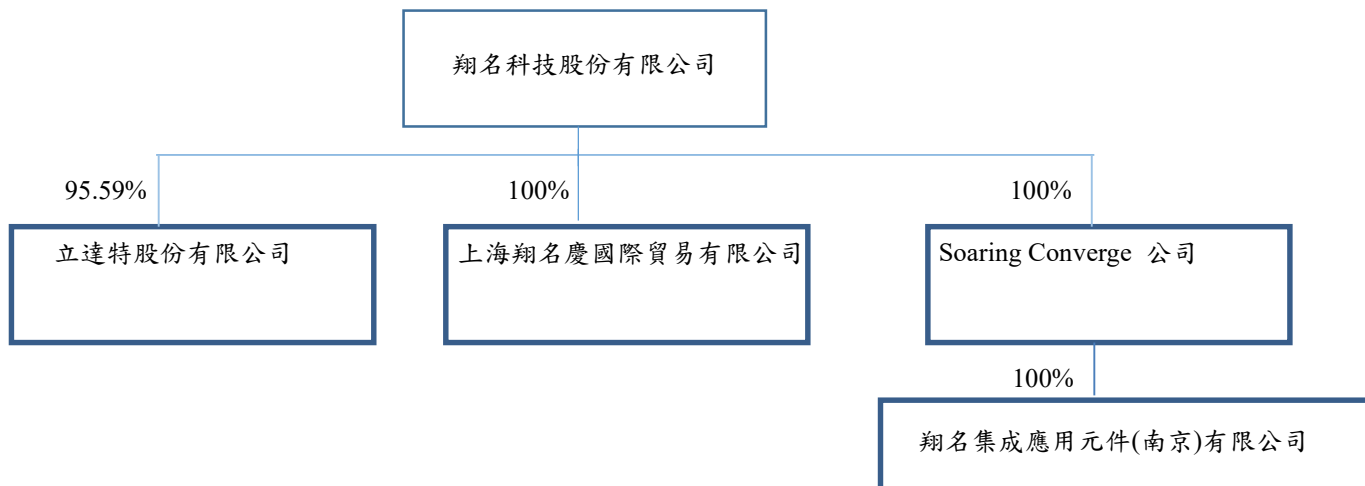 翔名科技股份有限公司
95.59%
100%
100%
立達特股份有限公司
上海翔名慶國際貿易有限公司
Soaring Converge 公司
100%
翔名集成應用元件(南京)有限公司